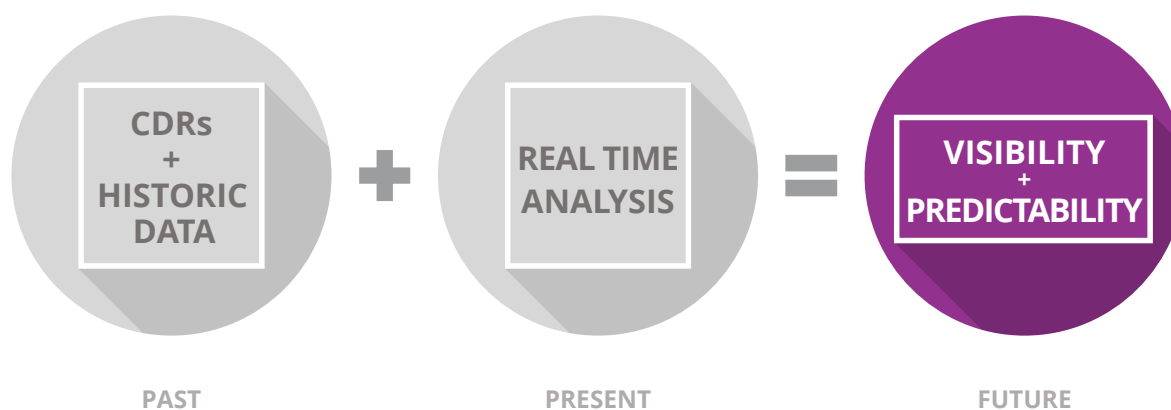 CDRs
+
HISTORIC
DATA
+
REAL TIME
ANALYSIS
=
VISIBILITY
+
PREDICTABILITY
PAST
PRESENT
FUTURE